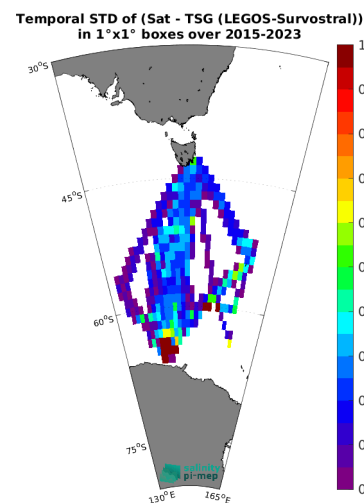 Temporal STD of (Sat - TSG (LEGOS-Survostral))
in 1°x1° boxes over 2015-2023
30°S
45°S
60°S
75°S
130°E
165°E
pi-mep